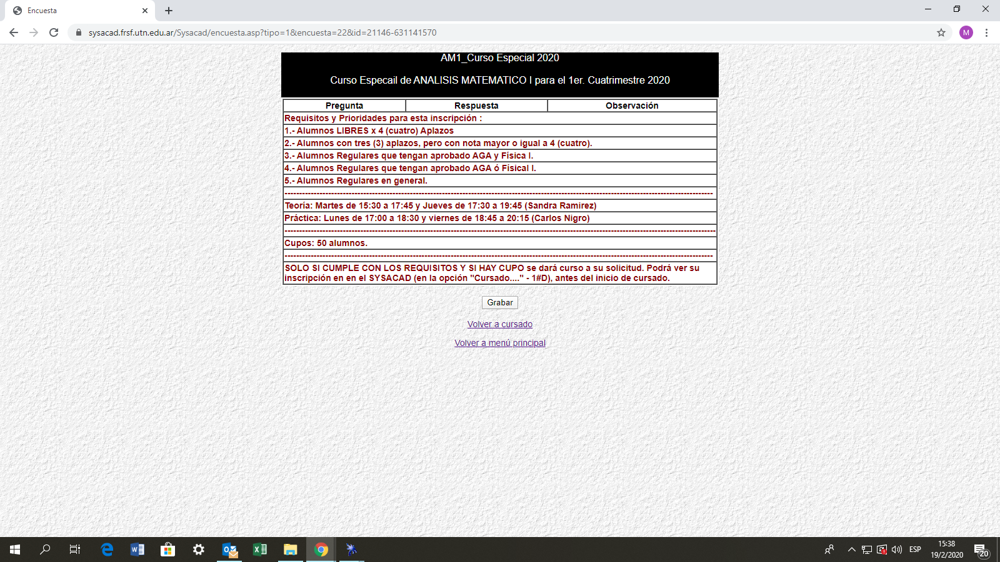 Encuesta
sysacad.frsf.utn.edu.ar/Sysacad/encuesta.asp?tipo=1&encuesta=22&id=21146-631141570
M
AM1_Curso Especial 2020
Curso Especail de ANALISIS MATEMATICO I para el 1er. Cuatrimestre 2020
Pregunta Respuesta Observación
Requisitos y Prioridades para esta inscripción :
1.- Alumnos LIBRES x 4 (cuatro) Aplazos
2.- Alumnos con tres (3) aplazos, pero con nota mayor o igual a 4 (cuatro).
3.- Alumnos Regulares que tengan aprobado AGA y Física I.
4.- Alumnos Regulares que tengan aprobado AGA ó Físical I.
5.- Alumnos Regulares en general.
Teoría: Martes de 15:30 a 17:45 y Jueves de 17:30 a 19:45 (Sandra Ramirez)
Práctica: Lunes de 17:00 a 18:30 y viernes de 18:45 a 20:15 (Carlos Nigro)
Cupos: 50 alumnos.
SOLO SI CUMPLE CON LOS REQUISITOS Y SI HAY CUPO se dará curso a su solicitud. Podrá ver su
inscripción en en el SYSACAD (en la opción "Cursado...." - 1#D), antes del inicio de cursado.
Grabar
Volver a cursado
Volver a menú principal
ESP
15:38
19/2/2020
20